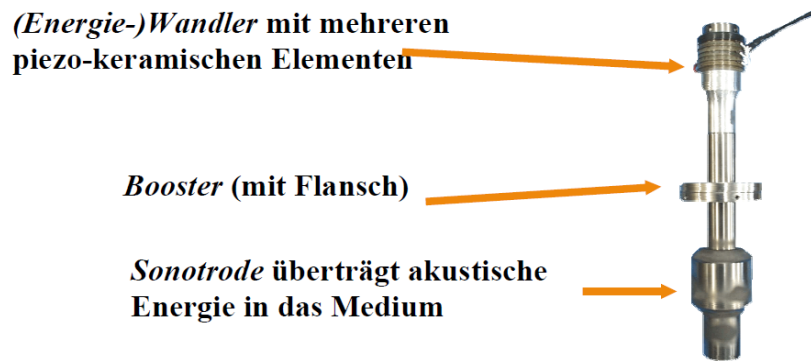 (Energie-)Wandler mit mehreren
piezo-keramischen Elementen
Booster (mit Flansch)
Sonotrode überträgt akustische
Energie in das Medium